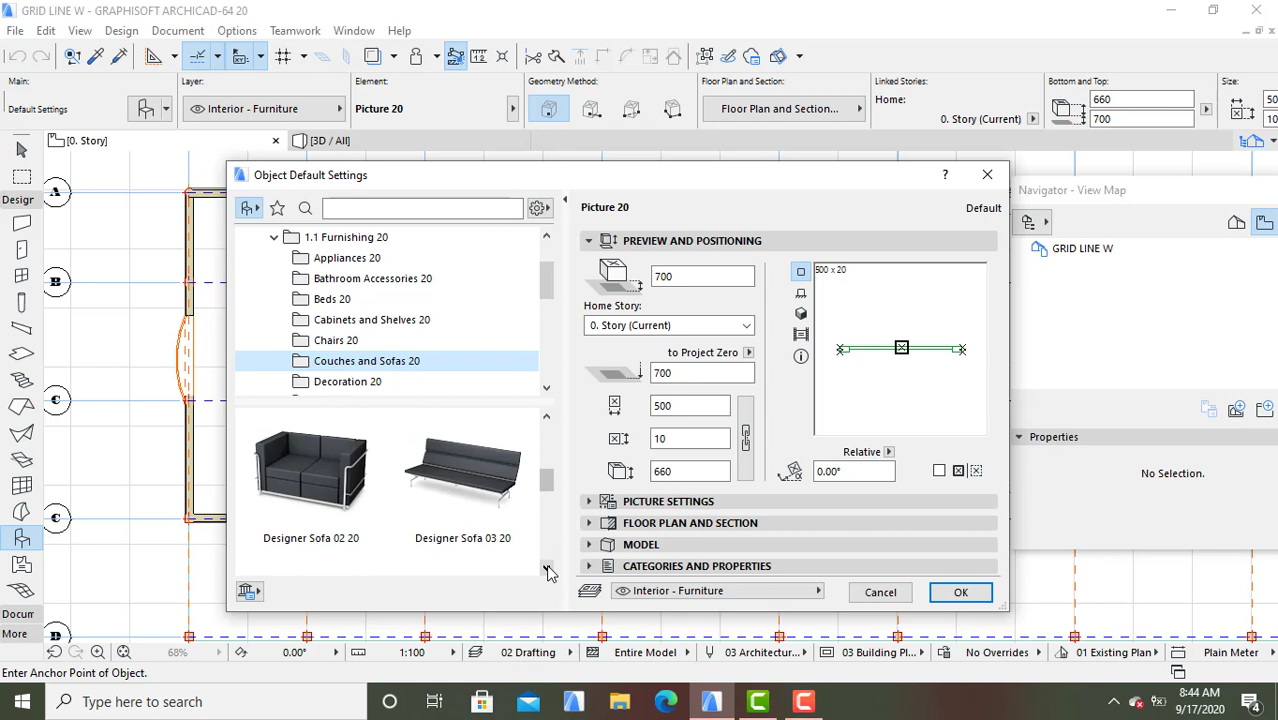 GRID LINE W - GRAPHISOFT ARCHICAD-64 20
File Edit View Design Document Options Teamwork Window Help
Main: Layer: Element: Geometry Method: Floor Plan and Section: Linked Stories: Bottom and Top: Size:
Default Settings Interior - Furniture Picture 20 Floor Plan and Section... Home: 0. Story (Current) 660 700 50 10
[0. Story] [3D / All]
Design
Docum
More
A
B
C
C
D
Object Default Settings
?
1.1 Furnishing 20
Appliances 20
Bathroom Accessories 20
Beds 20
Cabinets and Shelves 20
Chairs 20
Couches and Sofas 20
Decoration 20
Designer Sofa 02 20 Designer Sofa 03 20
Picture 20 Default
PREVIEW AND POSITIONING
700
Home Story:
0. Story (Current)
to Project Zero
700
500
10
660
500 x 20
Relative
0.00°
PICTURE SETTINGS
FLOOR PLAN AND SECTION
MODEL
CATEGORIES AND PROPERTIES
Interior - Furniture Cancel OK
Navigator - View Map
GRID LINE W
Properties
No Selection.
68% 0.00° 1:100 02 Drafting Entire Model 03 Architectur... 03 Building Pl... No Overrides 01 Existing Plan Plain Meter
Enter Anchor Point of Object.
Type here to search
8:44 AM
9/17/2020
4